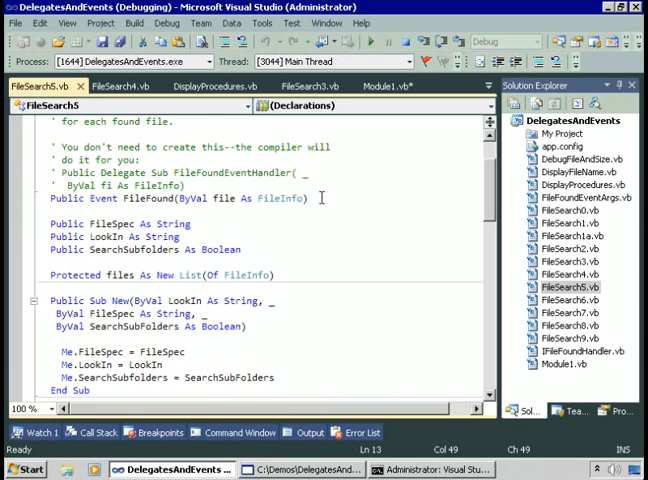 DelegatesAndEvents (Debugging) - Microsoft Visual Studio (Administrator)
File Edit View Project Build Debug Team Data Tools Test Window Help
Debug
Process: [1644] DelegatesAndEvents.exe Thread: [3044] Main Thread
FileSearch5.vb FileSearch4.vb DisplayProcedures.vb FileSearch3.vb Module1.vb*
FileSearch5 (Declarations)
' for each found file.
' You don't need to create this--the compiler will
' do it for you:
' Public Delegate Sub FileFoundEventHandler( _
'  ByVal fi As FileInfo)
Public Event FileFound(ByVal file As FileInfo)
Public FileSpec As String
Public LookIn As String
Public SearchSubfolders As Boolean
Protected files As New List(Of FileInfo)
Public Sub New(ByVal LookIn As String, _
ByVal FileSpec As String, _
ByVal SearchSubFolders As Boolean)
Me.FileSpec = FileSpec
Me.LookIn = LookIn
Me.SearchSubfolders = SearchSubFolders
End Sub
100 %
Solution Explorer
DelegatesAndEvents
My Project
app.config
DebugFileAndSize.vb
DisplayFileName.vb
DisplayProcedures.vb
FileFoundEventArgs.vb
FileSearch0.vb
FileSearch1.vb
FileSearch1a.vb
FileSearch2.vb
FileSearch3.vb
FileSearch4.vb
FileSearch5.vb
FileSearch6.vb
FileSearch7.vb
FileSearch8.vb
FileSearch9.vb
IFileFoundHandler.vb
Module1.vb
Sol... Tea... Pro...
Watch 1 Call Stack Breakpoints Command Window Output Error List
Ready Ln 13 Col 49 Ch 49 INS
Start DelegatesAndEvents ... C:\Demos\DelegatesAnd... Administrator: Visual Stu...